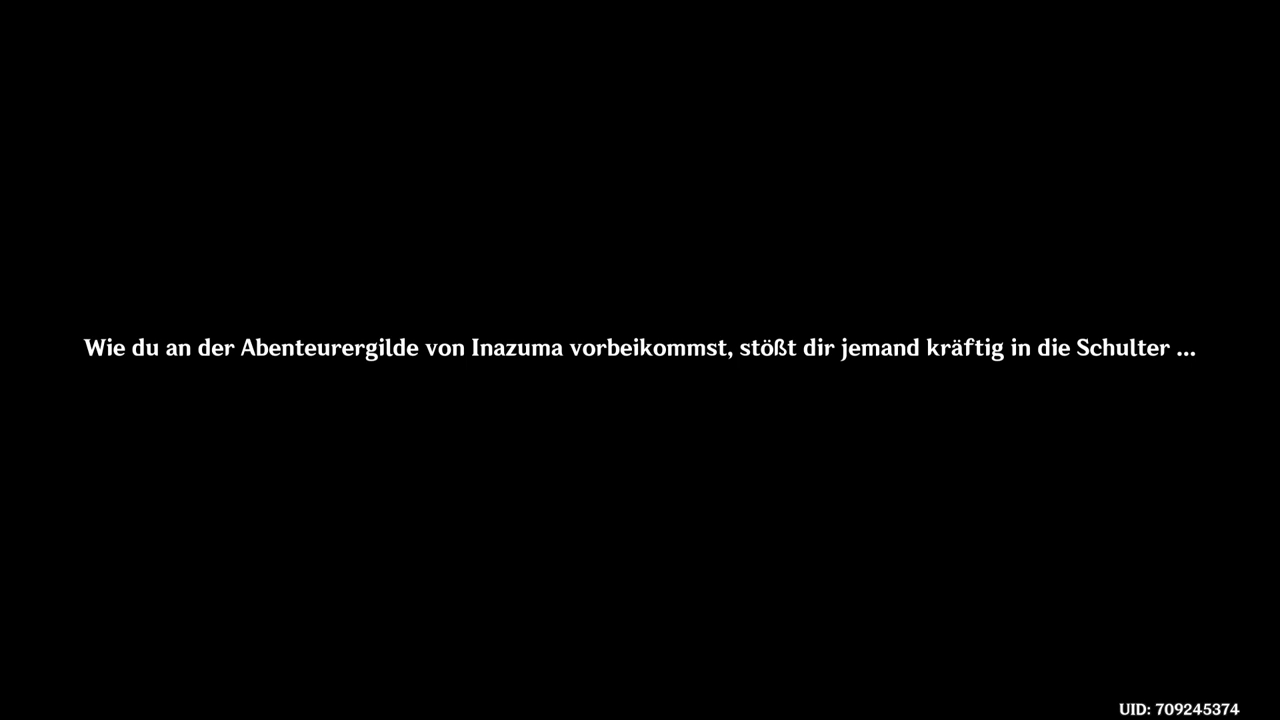 Wie du an der Abenteurergilde von Inazuma vorbeikommst, stößt dir jemand kräftig in die Schulter ...
UID: 709245374